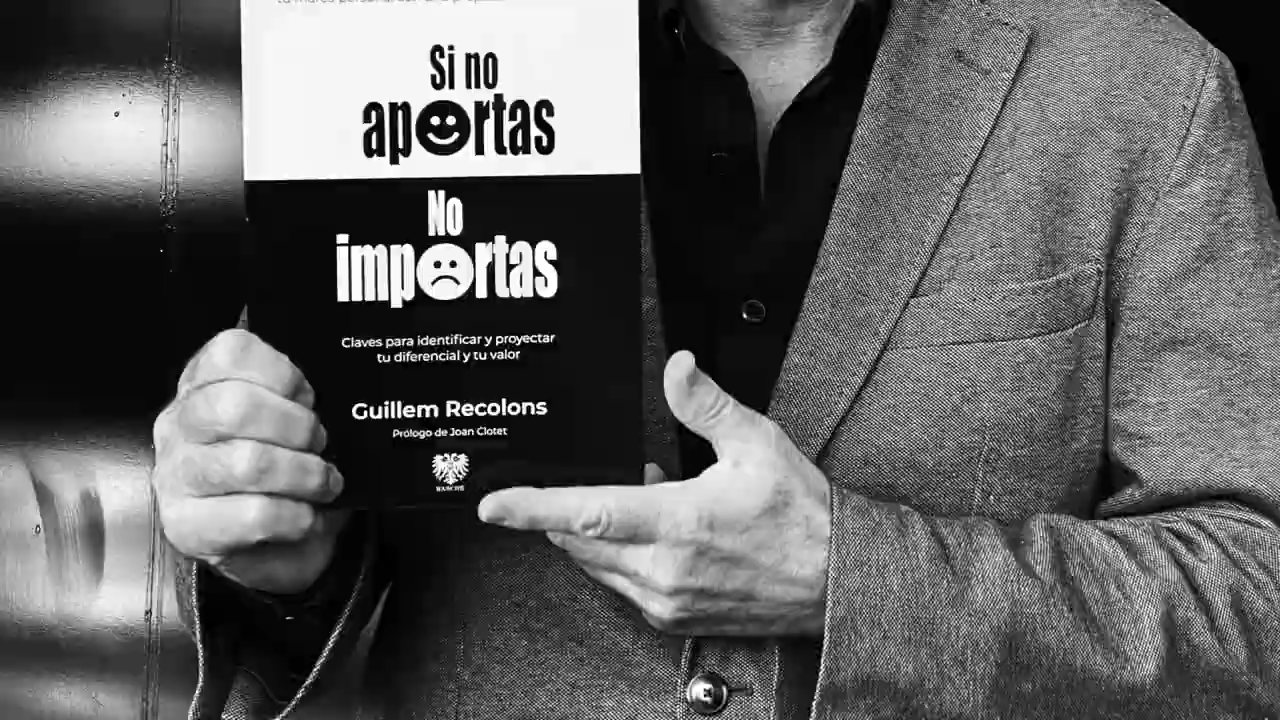 Si no
aportas
No
importas
Claves para identificar y proyectar
tu diferencial y tu valor
Guillem Recolons
Prólogo de Joan Clotet